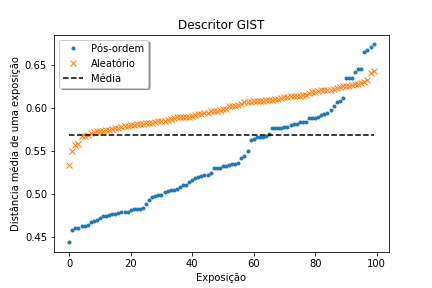 Descritor GIST
Pós-ordem
Aleatório
Média
Distância média de uma exposição
0.65
0.60
0.55
0.50
0.45
0
20
40
60
80
100
Exposição